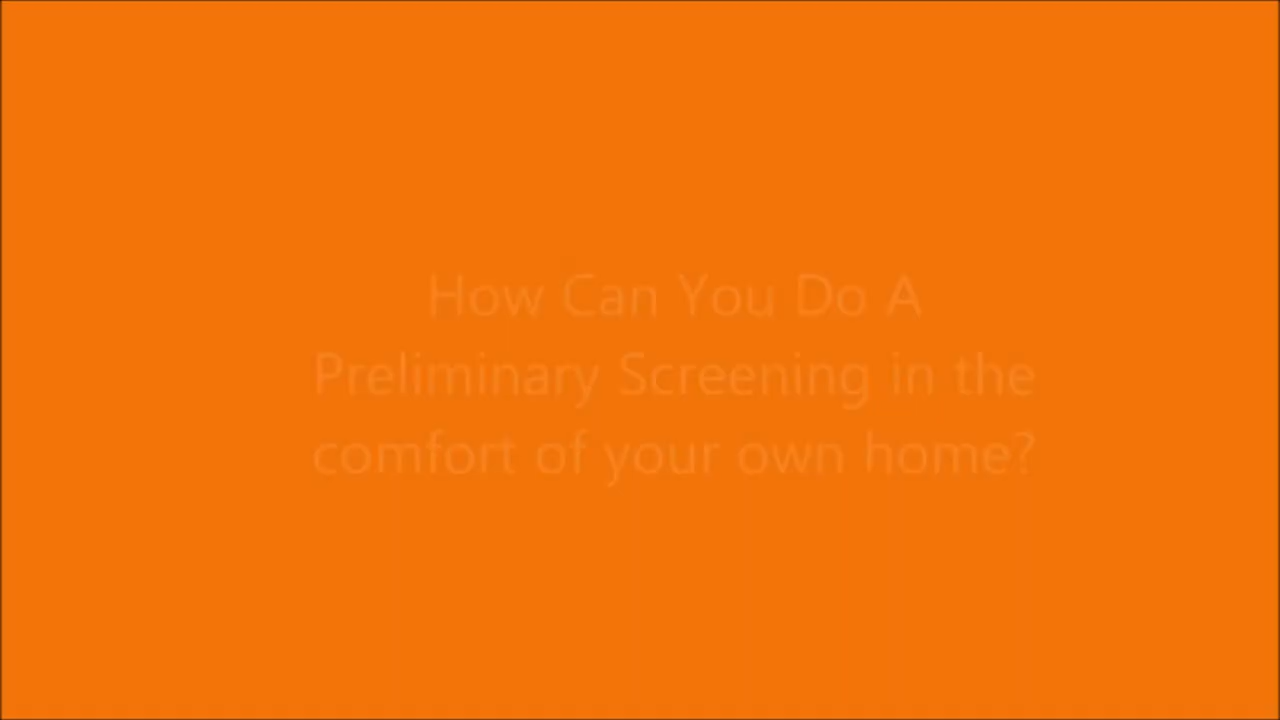 How Can You Do A
Preliminary Screening in the
comfort of your own home?